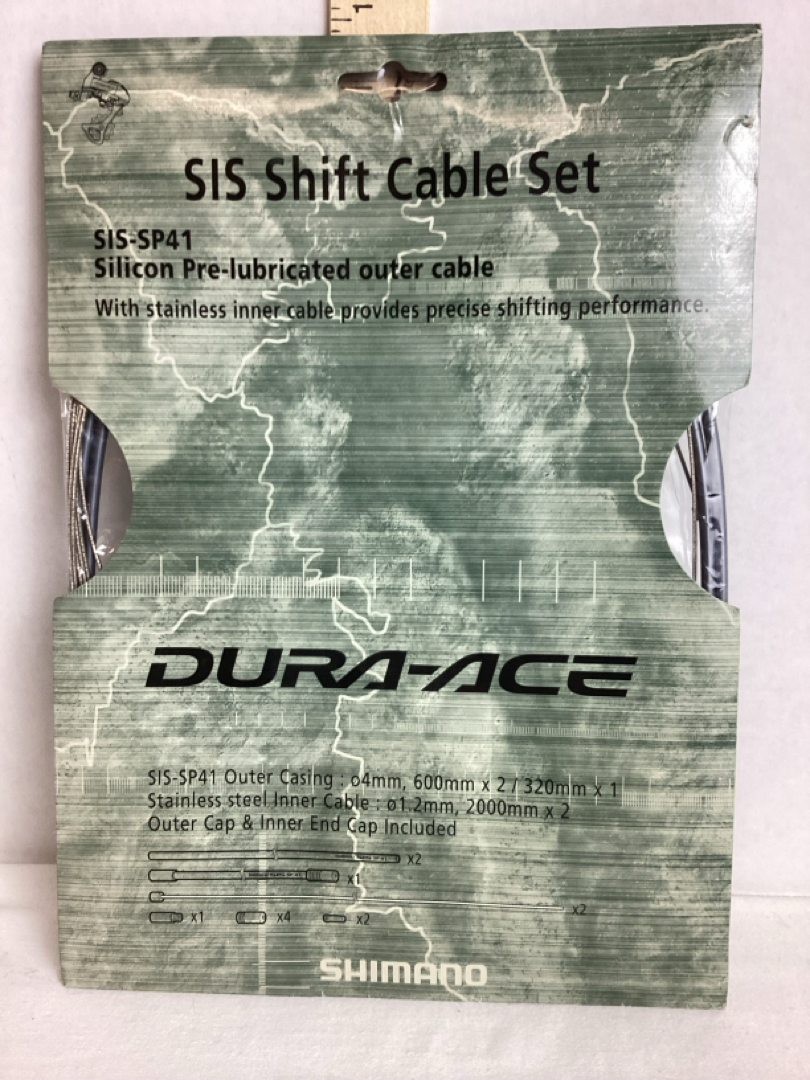 1
SIS Shift Cable Set
SIS-SP41
Silicon Pre-lubricated outer cable
With stainless inner cable provides precise shifting performance.
DURA-ACE
SIS-SP41 Outer Casing : ø4mm, 600mm x 2 / 320mm x 1
Stainless steel Inner Cable : ø1.2mm, 2000mm x 2
Outer Cap & Inner End Cap Included
x2
x1
x2
x1 x4 x2
SHIMANO